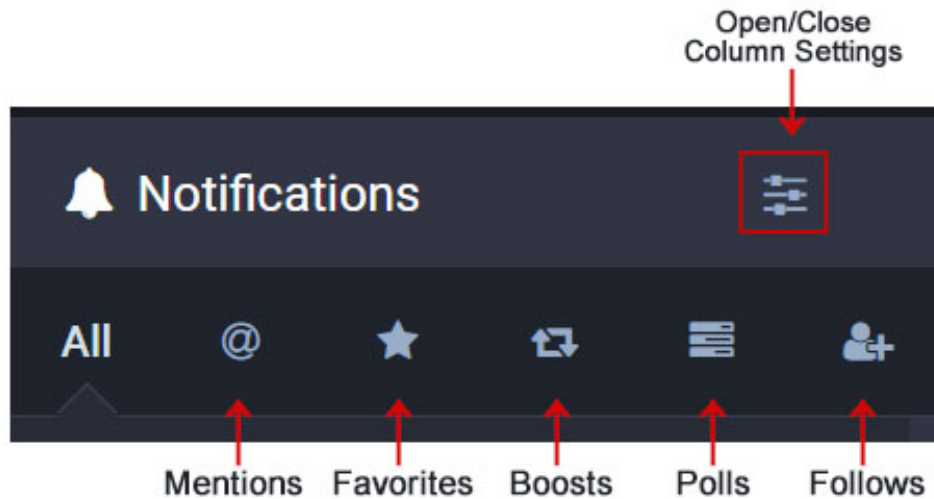 Open/Close
Column Settings
Notifications
All @
Mentions Favorites Boosts Polls Follows